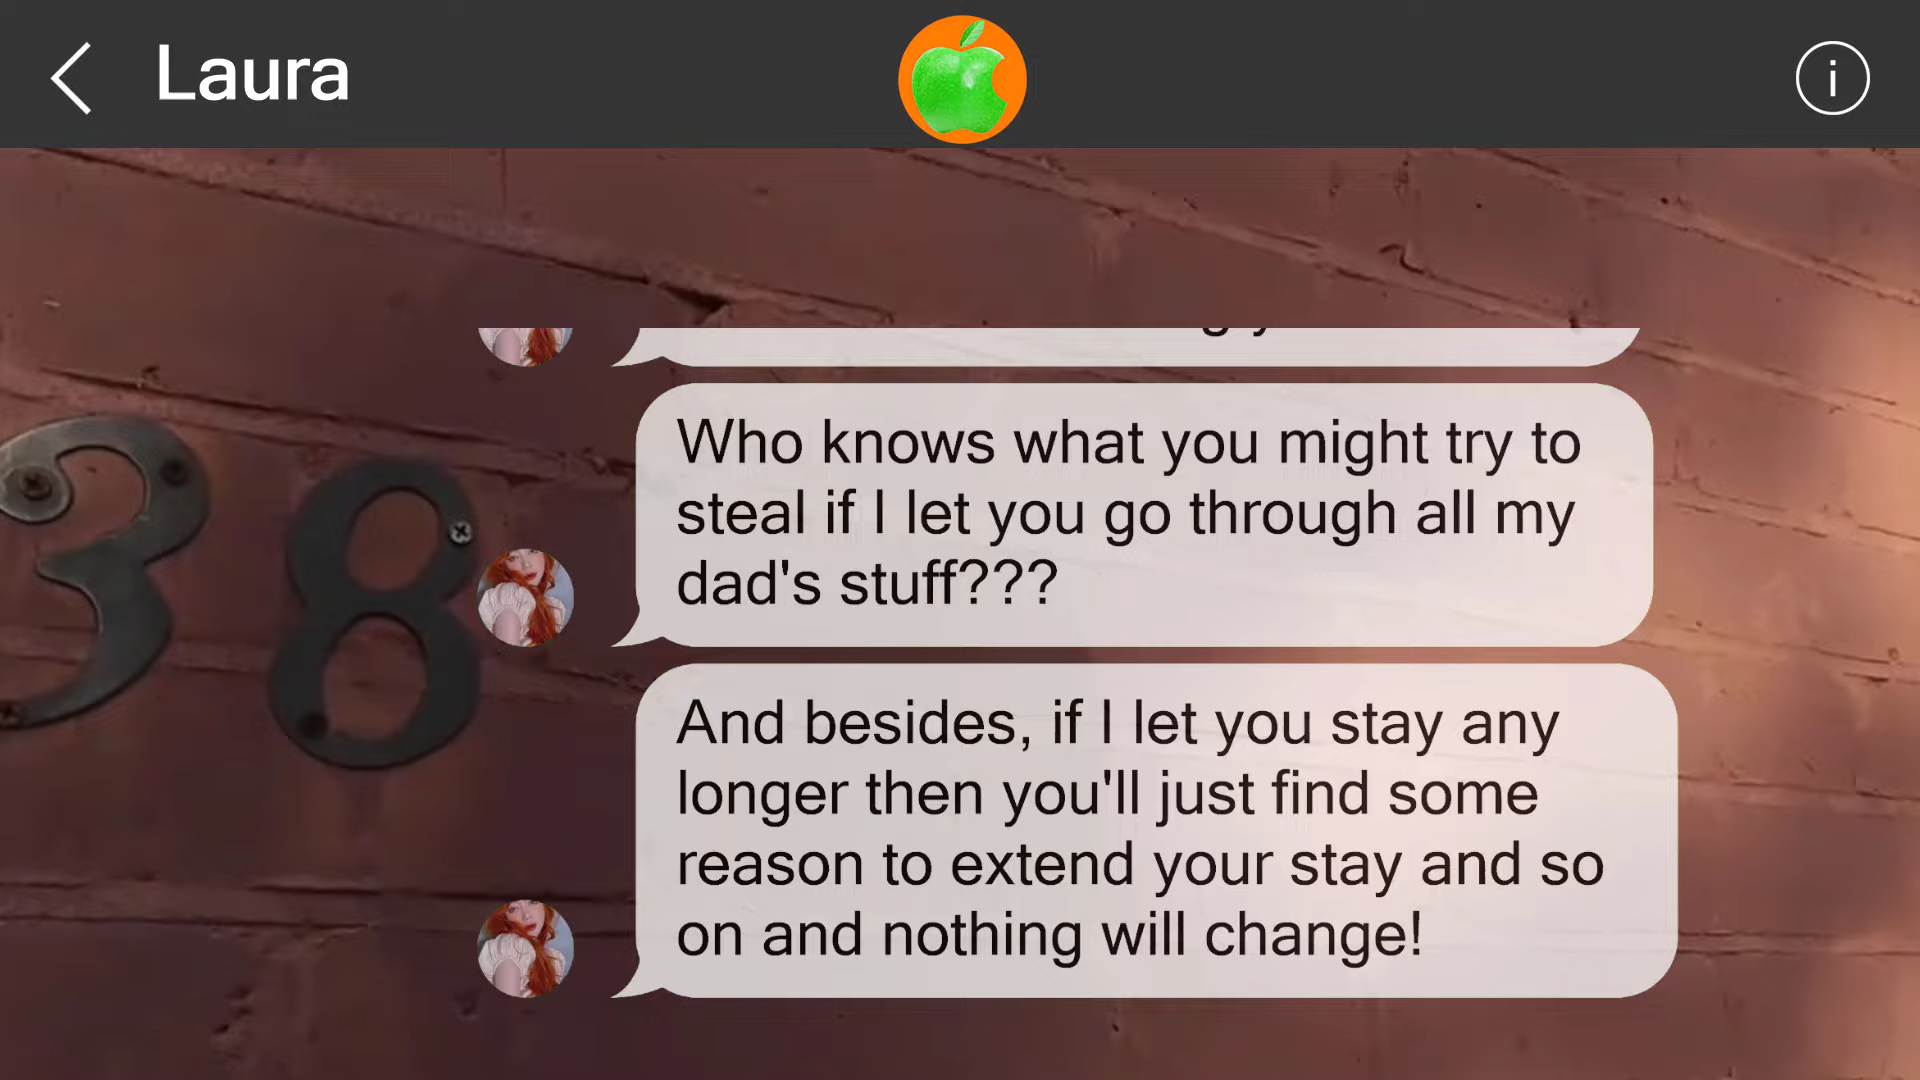 Laura
Who knows what you might try to
steal if I let you go through all my
dad's stuff???
38
And besides, if I let you stay any
longer then you'll just find some
reason to extend your stay and so
on and nothing will change!